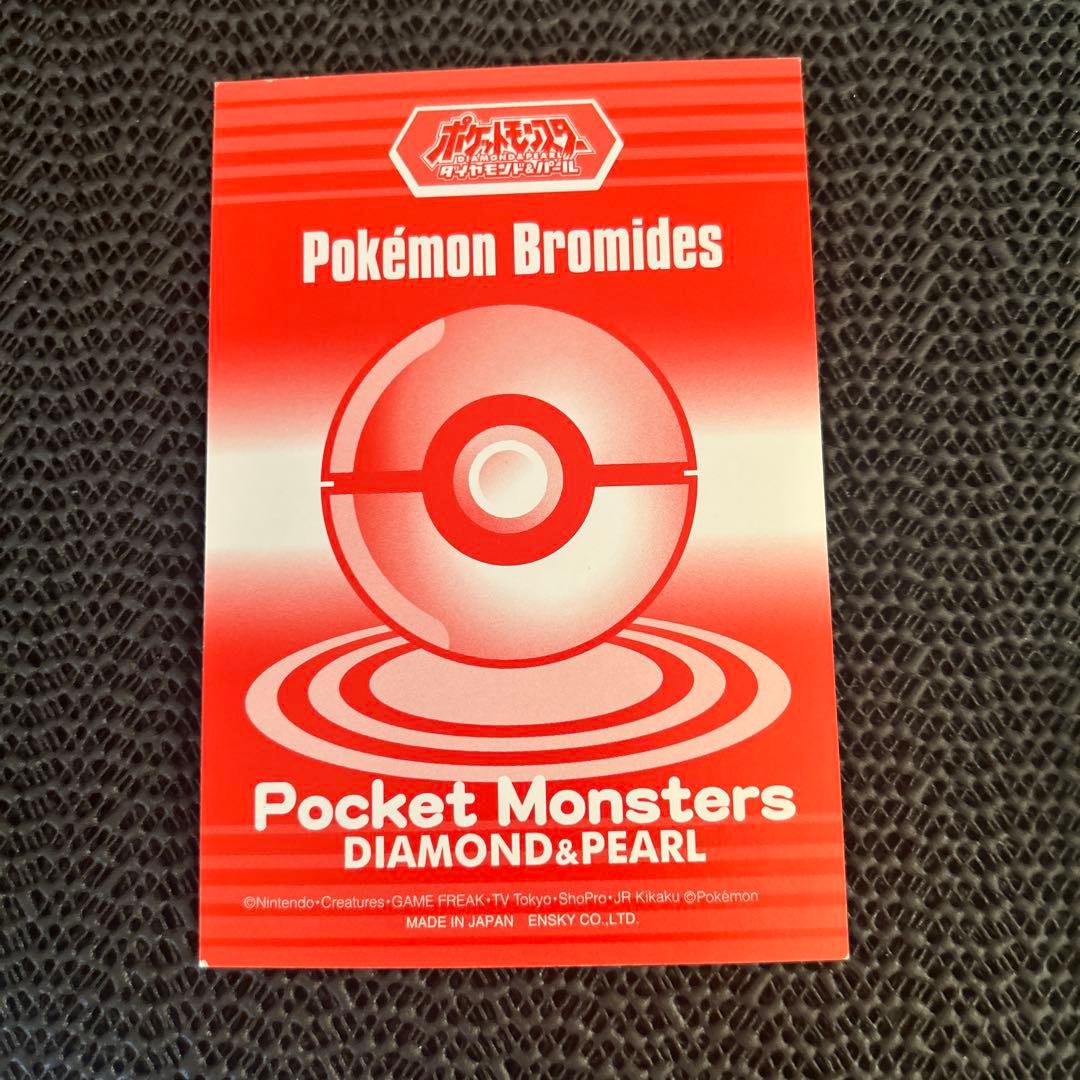 ポケットモンスター
DIAMOND&PEARL
ダイヤモンド&パール
Pokémon Bromides
Pocket Monsters
DIAMOND&PEARL
©Nintendo・Creatures・GAME FREAK・TV Tokyo・ShoPro・JR Kikaku ©Pokémon
MADE IN JAPAN ENSKY CO.,LTD.